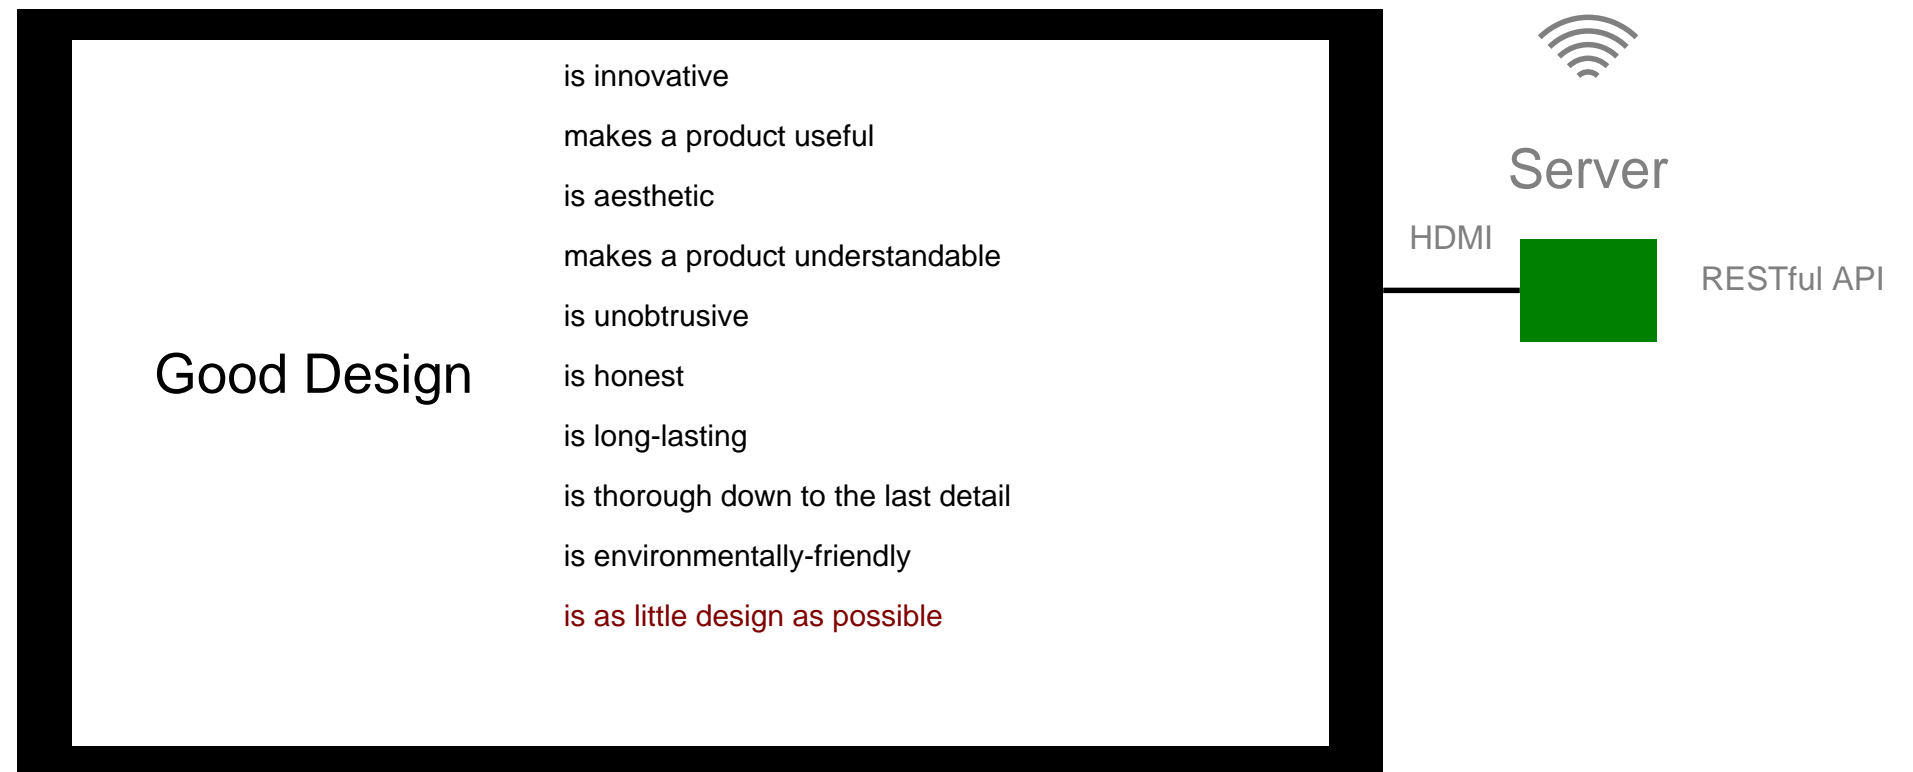 Good Design
is innovative
makes a product useful
is aesthetic
makes a product understandable
is unobtrusive
is honest
is long-lasting
is thorough down to the last detail
is environmentally-friendly
is as little design as possible
Server
HDMI
RESTful API